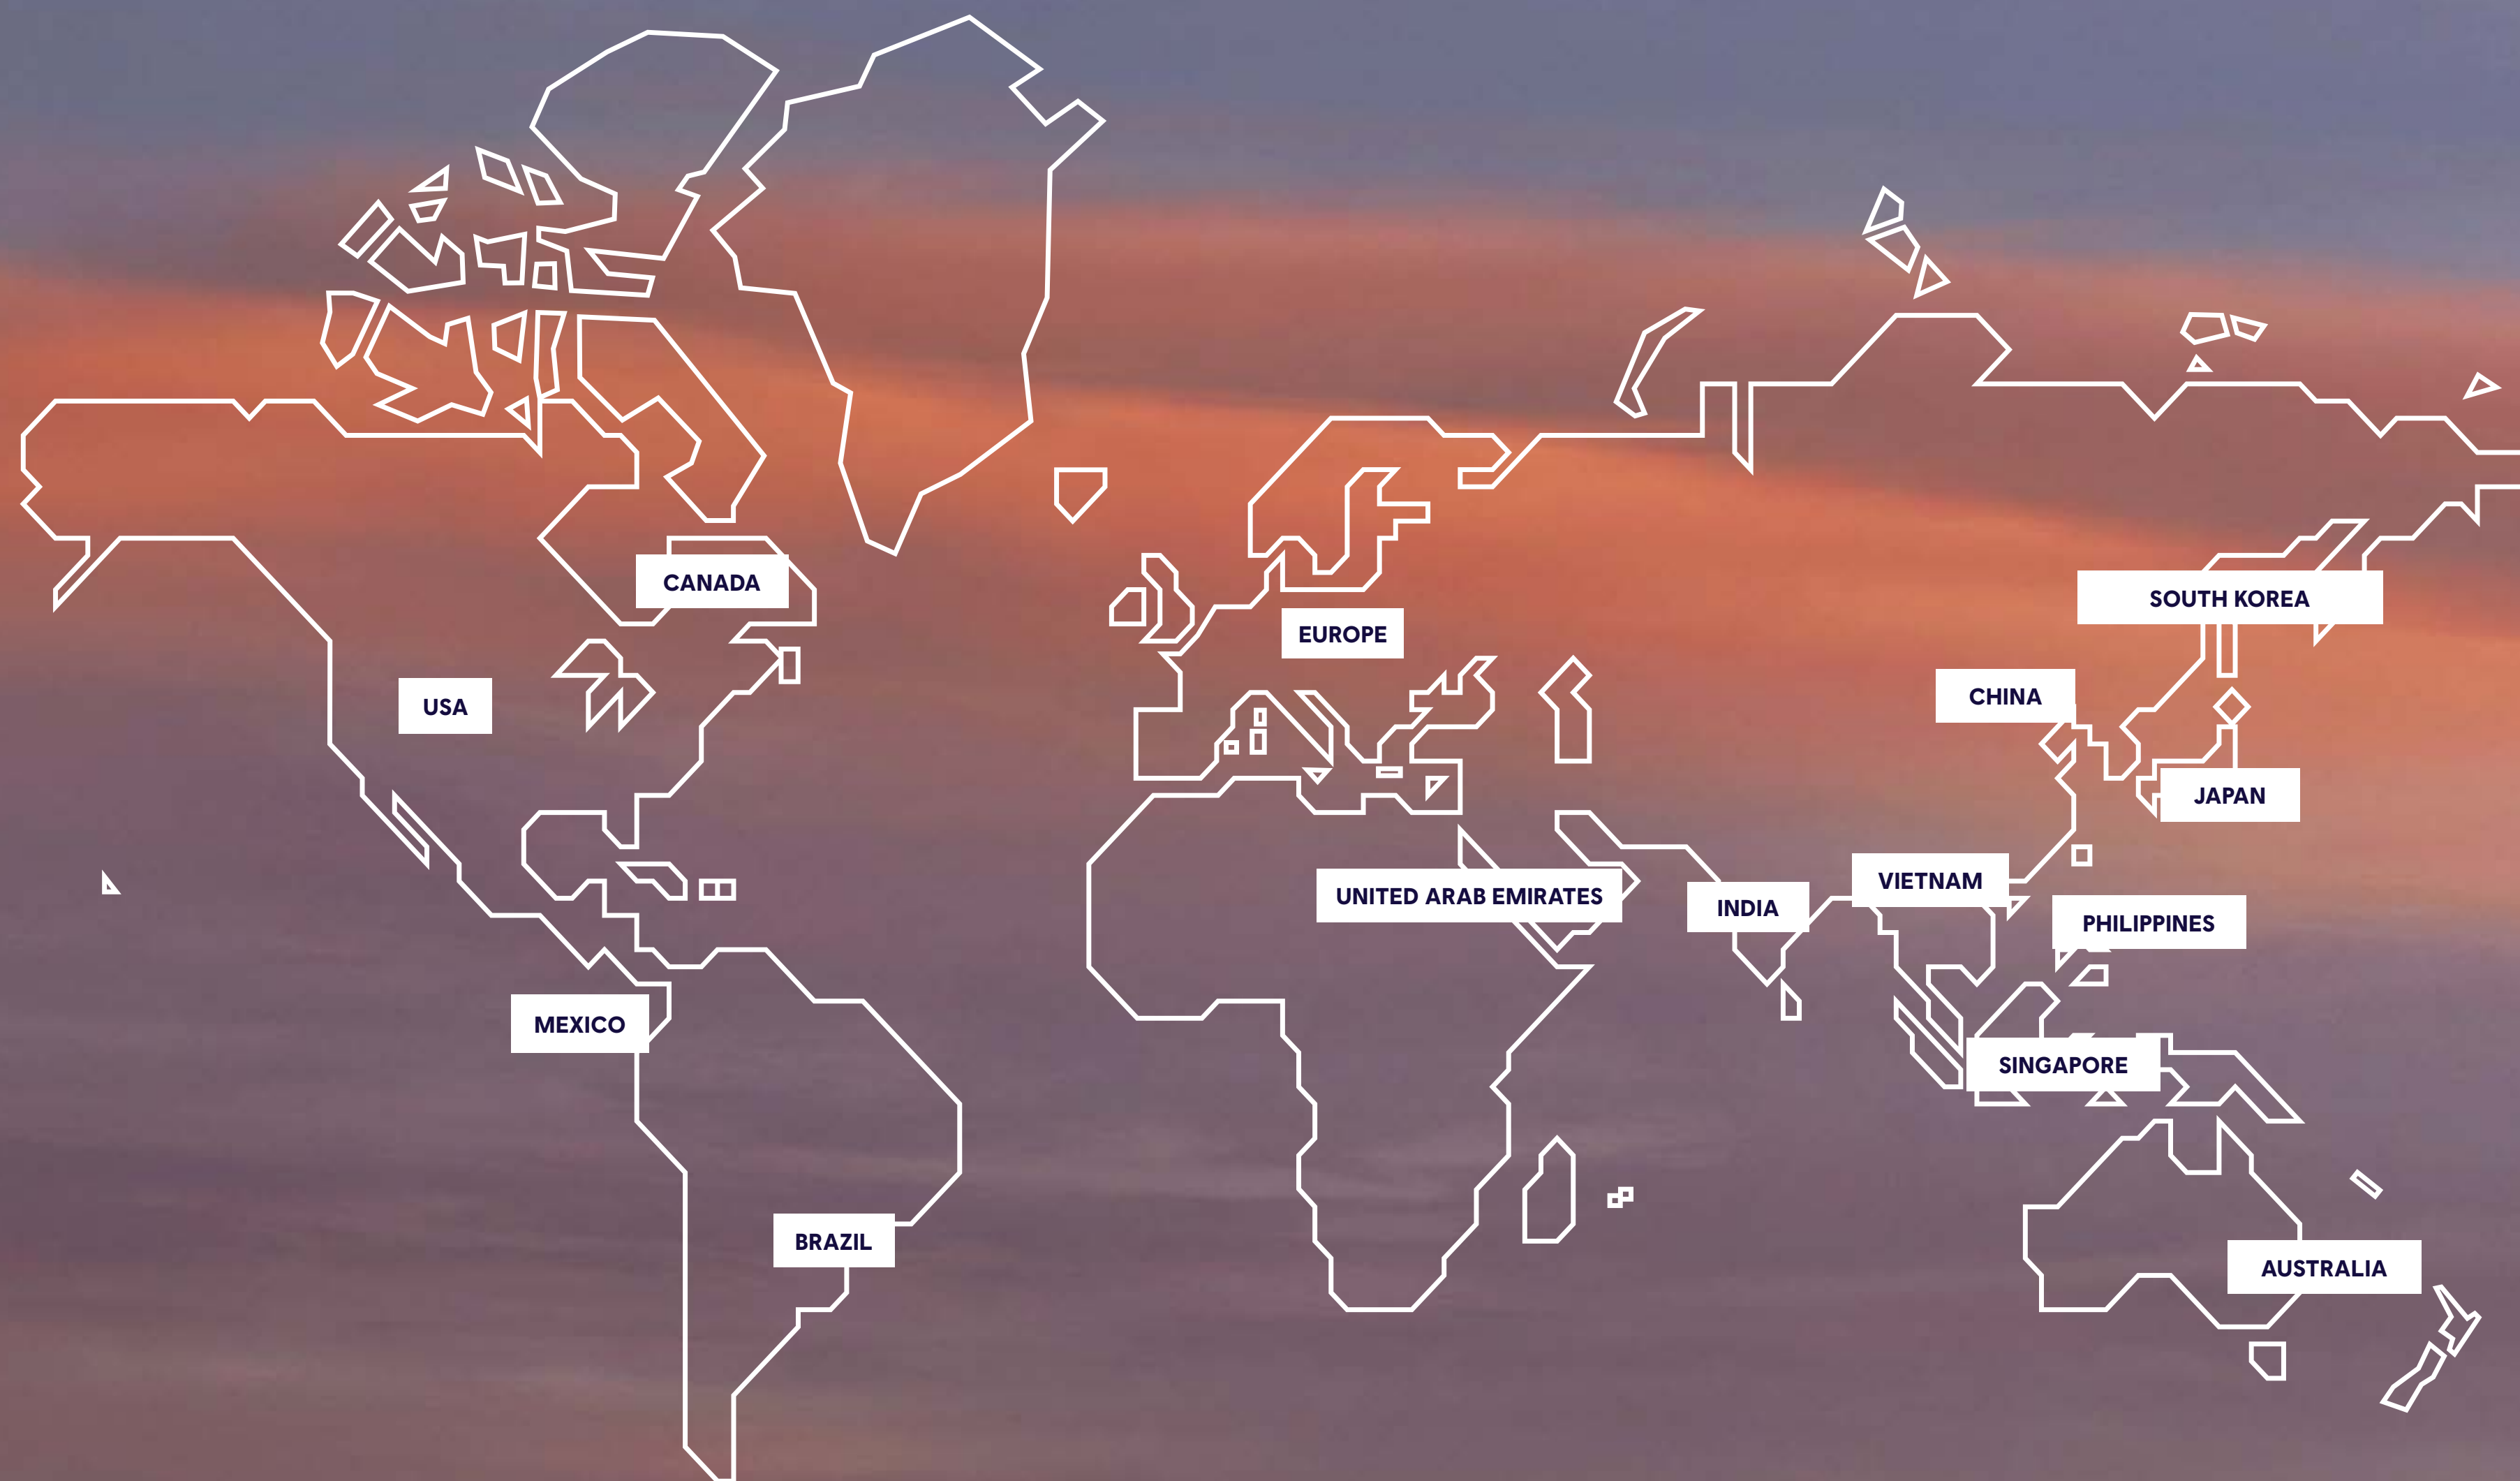 CANADA
SOUTH KOREA
EUROPE
CHINA
USA
JAPAN
VIETNAM
UNITED ARAB EMIRATES
INDIA
PHILIPPINES
MEXICO
SINGAPORE
BRAZIL
AUSTRALIA